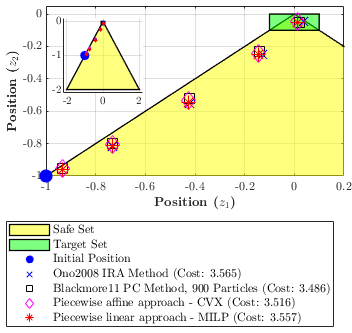 0
-0.2
-0.4
-0.6
-0.8
-1
-1
-0.8
-0.6
-0.4
-0.2
0
0.2
Position (z₁)
Position (z₂)
0
-1
-2
-2
0
2
Safe Set
Target Set
Initial Position
Ono2008 IRA Method (Cost: 3.565)
Blackmore11 PC Method, 900 Particles (Cost: 3.486)
Piecewise affine approach - CVX (Cost: 3.516)
Piecewise linear approach - MILP (Cost: 3.557)